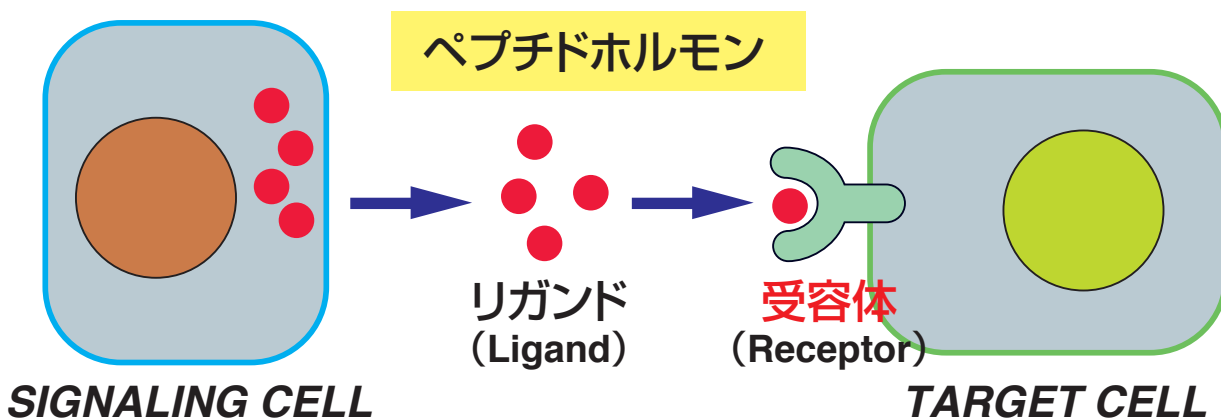 ペプチドホルモン
リガンド
（Ligand）
受容体
（Receptor）
SIGNALING CELL
TARGET CELL